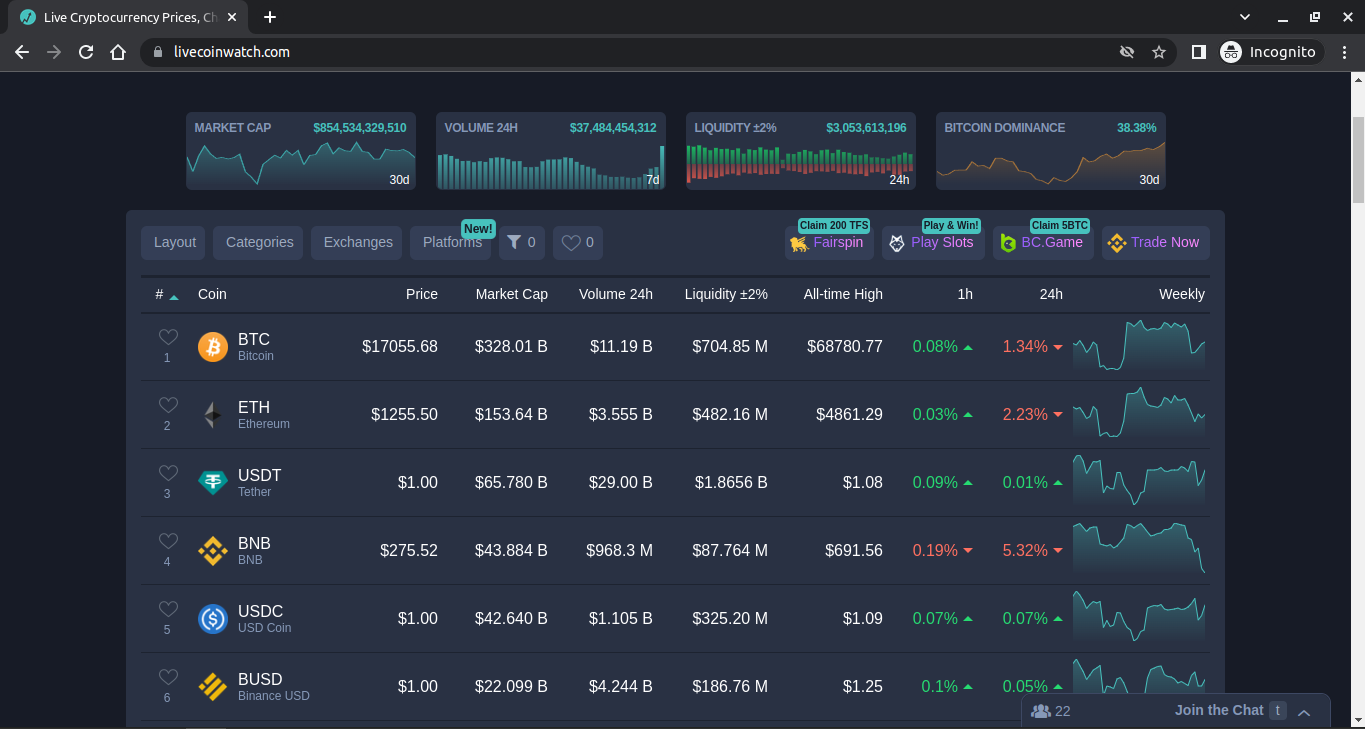 Live Cryptocurrency Prices, Ch
livecoinwatch.com
Incognito
MARKET CAP $854,534,329,510
30d
VOLUME 24H $37,484,454,312
7d
LIQUIDITY ±2% $3,053,613,196
24h
BITCOIN DOMINANCE 38.38%
30d
New! Claim 200 TFS Play & Win! Claim 5BTC
Layout Categories Exchanges Platforms 0 0 Fairspin Play Slots BC.Game Trade Now
# Coin Price Market Cap Volume 24h Liquidity ±2% All-time High 1h 24h Weekly
1 BTC Bitcoin $17055.68 $328.01 B $11.19 B $704.85 M $68780.77 0.08% 1.34%
2 ETH Ethereum $1255.50 $153.64 B $3.555 B $482.16 M $4861.29 0.03% 2.23%
3 USDT Tether $1.00 $65.780 B $29.00 B $1.8656 B $1.08 0.09% 0.01%
4 BNB BNB $275.52 $43.884 B $968.3 M $87.764 M $691.56 0.19% 5.32%
5 USDC USD Coin $1.00 $42.640 B $1.105 B $325.20 M $1.09 0.07% 0.07%
6 BUSD Binance USD $1.00 $22.099 B $4.244 B $186.76 M $1.25 0.1% 0.05%
22 Join the Chat t